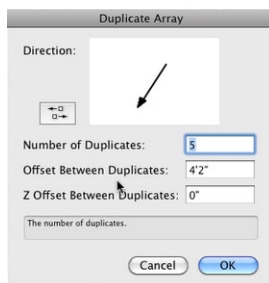 Duplicate Array
Direction:
Number of Duplicates: 5
Offset Between Duplicates: 4'2"
Z Offset Between Duplicates: 0"
The number of duplicates.
Cancel OK